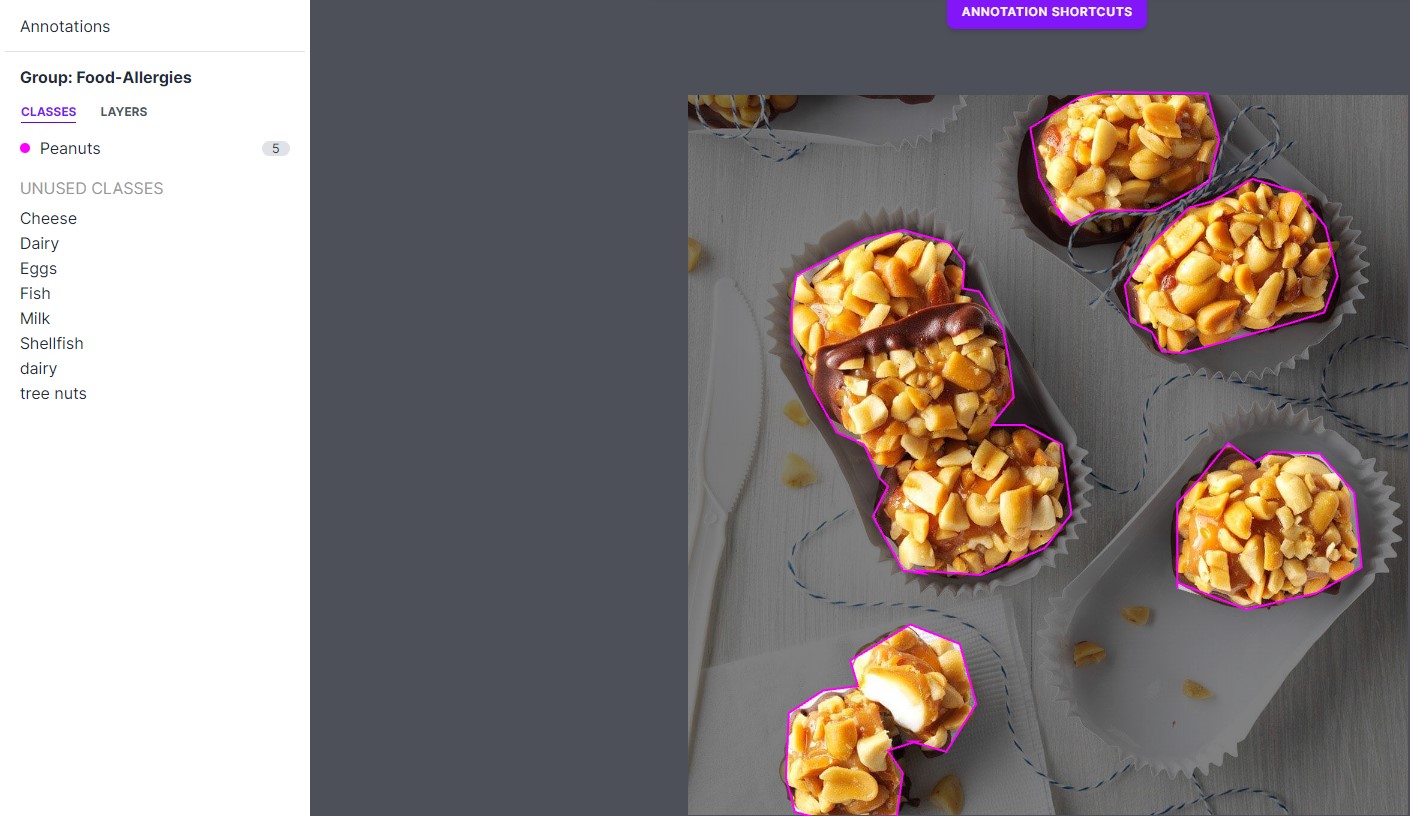 Annotations
ANNOTATION SHORTCUTS
Group: Food-Allergies
CLASSES LAYERS
Peanuts 5
UNUSED CLASSES
Cheese
Dairy
Eggs
Fish
Milk
Shellfish
dairy
tree nuts